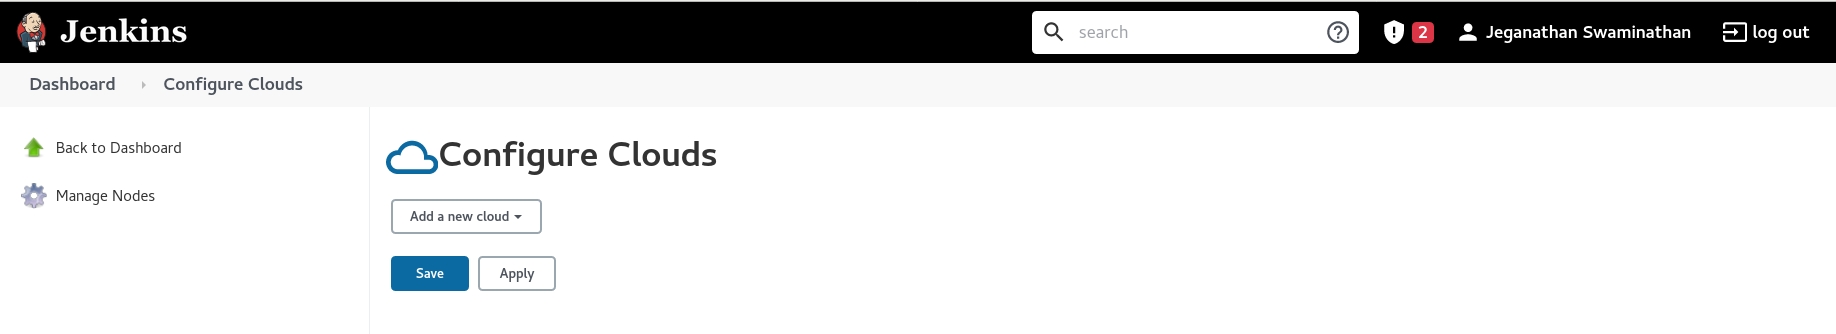 Jenkins
search
2
Jeganathan Swaminathan
log out
Dashboard
Configure Clouds
Back to Dashboard
Manage Nodes
Configure Clouds
Add a new cloud
Save
Apply